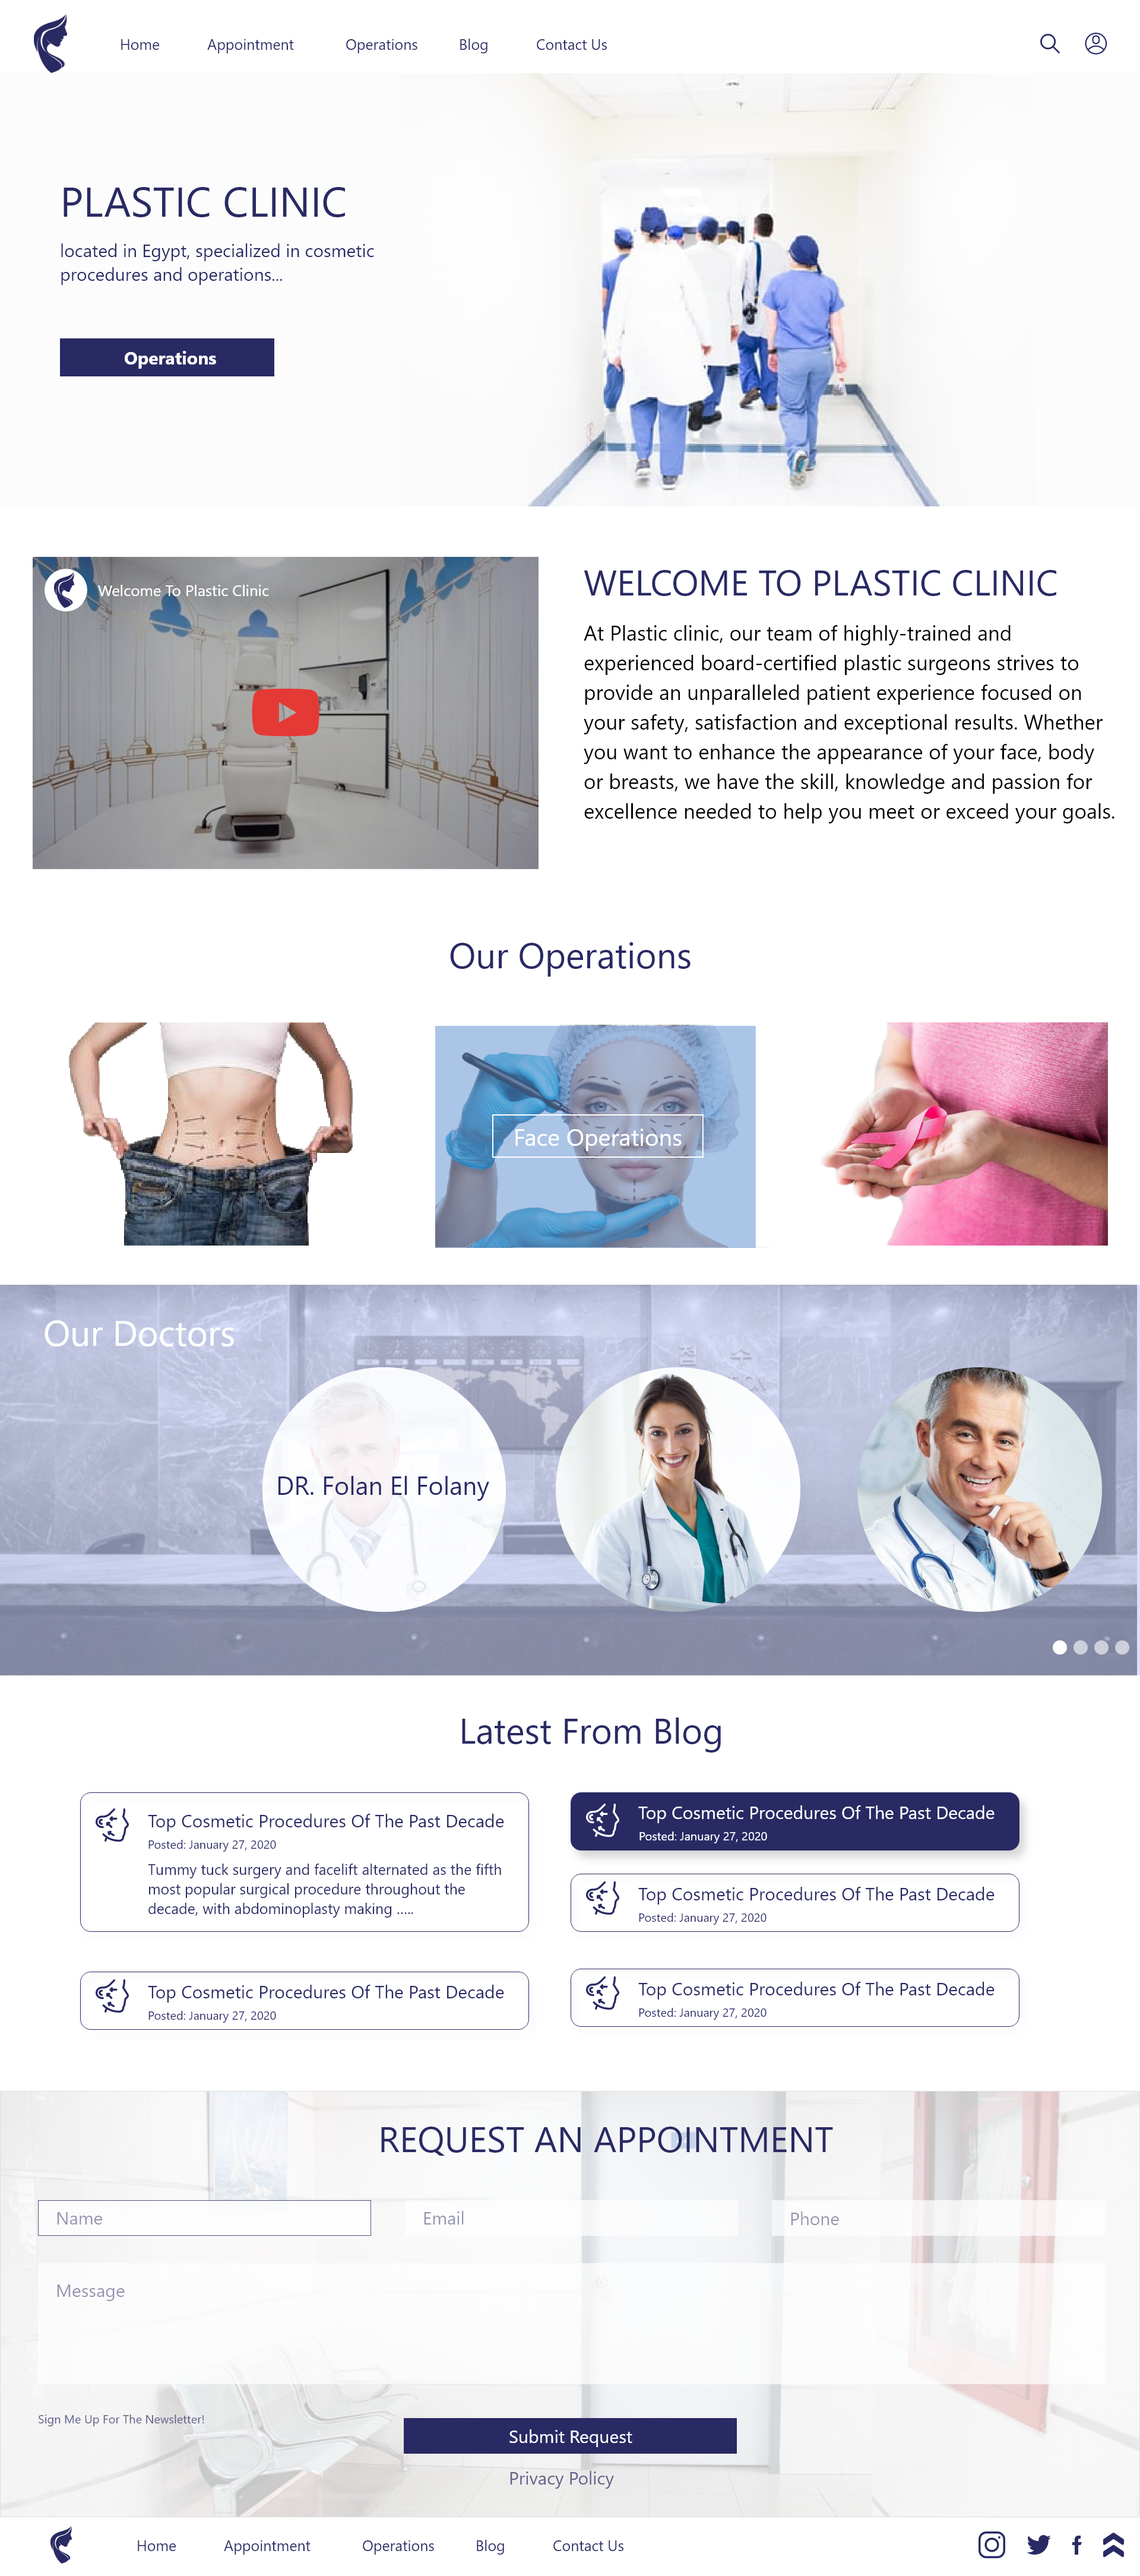 Home Appointment Operations Blog Contact Us
PLASTIC CLINIC
located in Egypt, specialized in cosmetic
procedures and operations...
Operations
Welcome To Plastic Clinic
WELCOME TO PLASTIC CLINIC
At Plastic clinic, our team of highly-trained and
experienced board-certified plastic surgeons strives to
provide an unparalleled patient experience focused on
your safety, satisfaction and exceptional results. Whether
you want to enhance the appearance of your face, body
or breasts, we have the skill, knowledge and passion for
excellence needed to help you meet or exceed your goals.
Our Operations
Face Operations
Our Doctors
DR. Folan El Folany
Latest From Blog
Top Cosmetic Procedures Of The Past Decade
Posted: January 27, 2020
Tummy tuck surgery and facelift alternated as the fifth
most popular surgical procedure throughout the
decade, with abdominoplasty making .....
Top Cosmetic Procedures Of The Past Decade
Posted: January 27, 2020
Top Cosmetic Procedures Of The Past Decade
Posted: January 27, 2020
Top Cosmetic Procedures Of The Past Decade
Posted: January 27, 2020
Top Cosmetic Procedures Of The Past Decade
Posted: January 27, 2020
REQUEST AN APPOINTMENT
Name
Email
Phone
Message
Sign Me Up For The Newsletter!
Submit Request
Privacy Policy
Home Appointment Operations Blog Contact Us